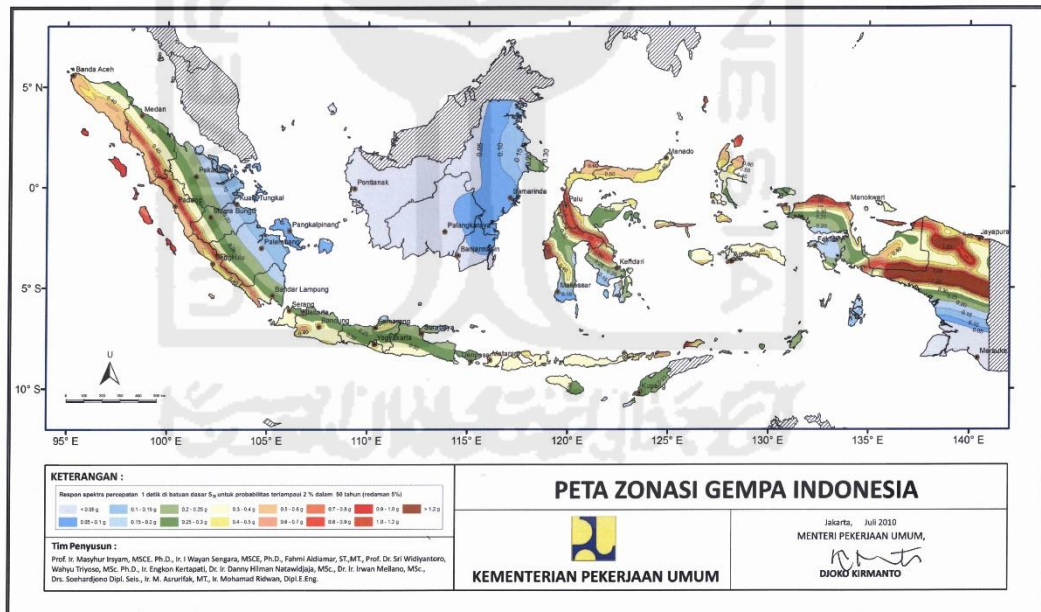 5° N
0°
5° S
10° S
Banda Aceh
Medan
Padang
Palembang
Pangkalpinang
Bandar Lampung
Serang
Bandung
Semarang
Yogyakarta
Mataram
Kupang
Pontianak
Samarinda
Palangkaraya
Banjarmasin
Palu
Makassar
Kendari
Manado
Manokwari
Jayapura
Merauke
U
95° E
100° E
105° E
110° E
115° E
120° E
125° E
130° E
135° E
140° E
KETERANGAN :
Respon spektra percepatan 1 detik di batuan dasar S_B untuk probabilitas terlampaui 2 % dalam 50 tahun (redaman 5%)
< 0.05 g 0.1 - 0.15 g 0.2 - 0.25 g 0.3 - 0.4 g 0.5 - 0.6 g 0.7 - 0.8 g 0.9 - 1.0 g > 1.2 g
0.05 - 0.1 g 0.15 - 0.2 g 0.25 - 0.3 g 0.4 - 0.5 g 0.6 - 0.7 g 0.8 - 0.9 g 1.0 - 1.2 g
Tim Penyusun :
Prof. Ir. Masyhur Irsyam, MSCE. Ph.D., Ir. I Wayan Sengara, MSCE, Ph.D., Fahmi Aldiamar, ST.,MT., Prof. Dr. Sri Widiyantoro,
Wahyu Triyoso, MSc. Ph.D., Ir. Engkon Kertapati, Dr. Ir. Danny Hilman Natawidjaja, MSc., Dr. Ir. Irwan Meilano, MSc.,
Drs. Soehardjono Dipl. Seis., Ir. M. Asrurifak, MT., Ir. Mohamad Ridwan, Dipl.E.Eng.
PETA ZONASI GEMPA INDONESIA
KEMENTERIAN PEKERJAAN UMUM
Jakarta, Juli 2010
MENTERI PEKERJAAN UMUM,
DJOKO KIRMANTO